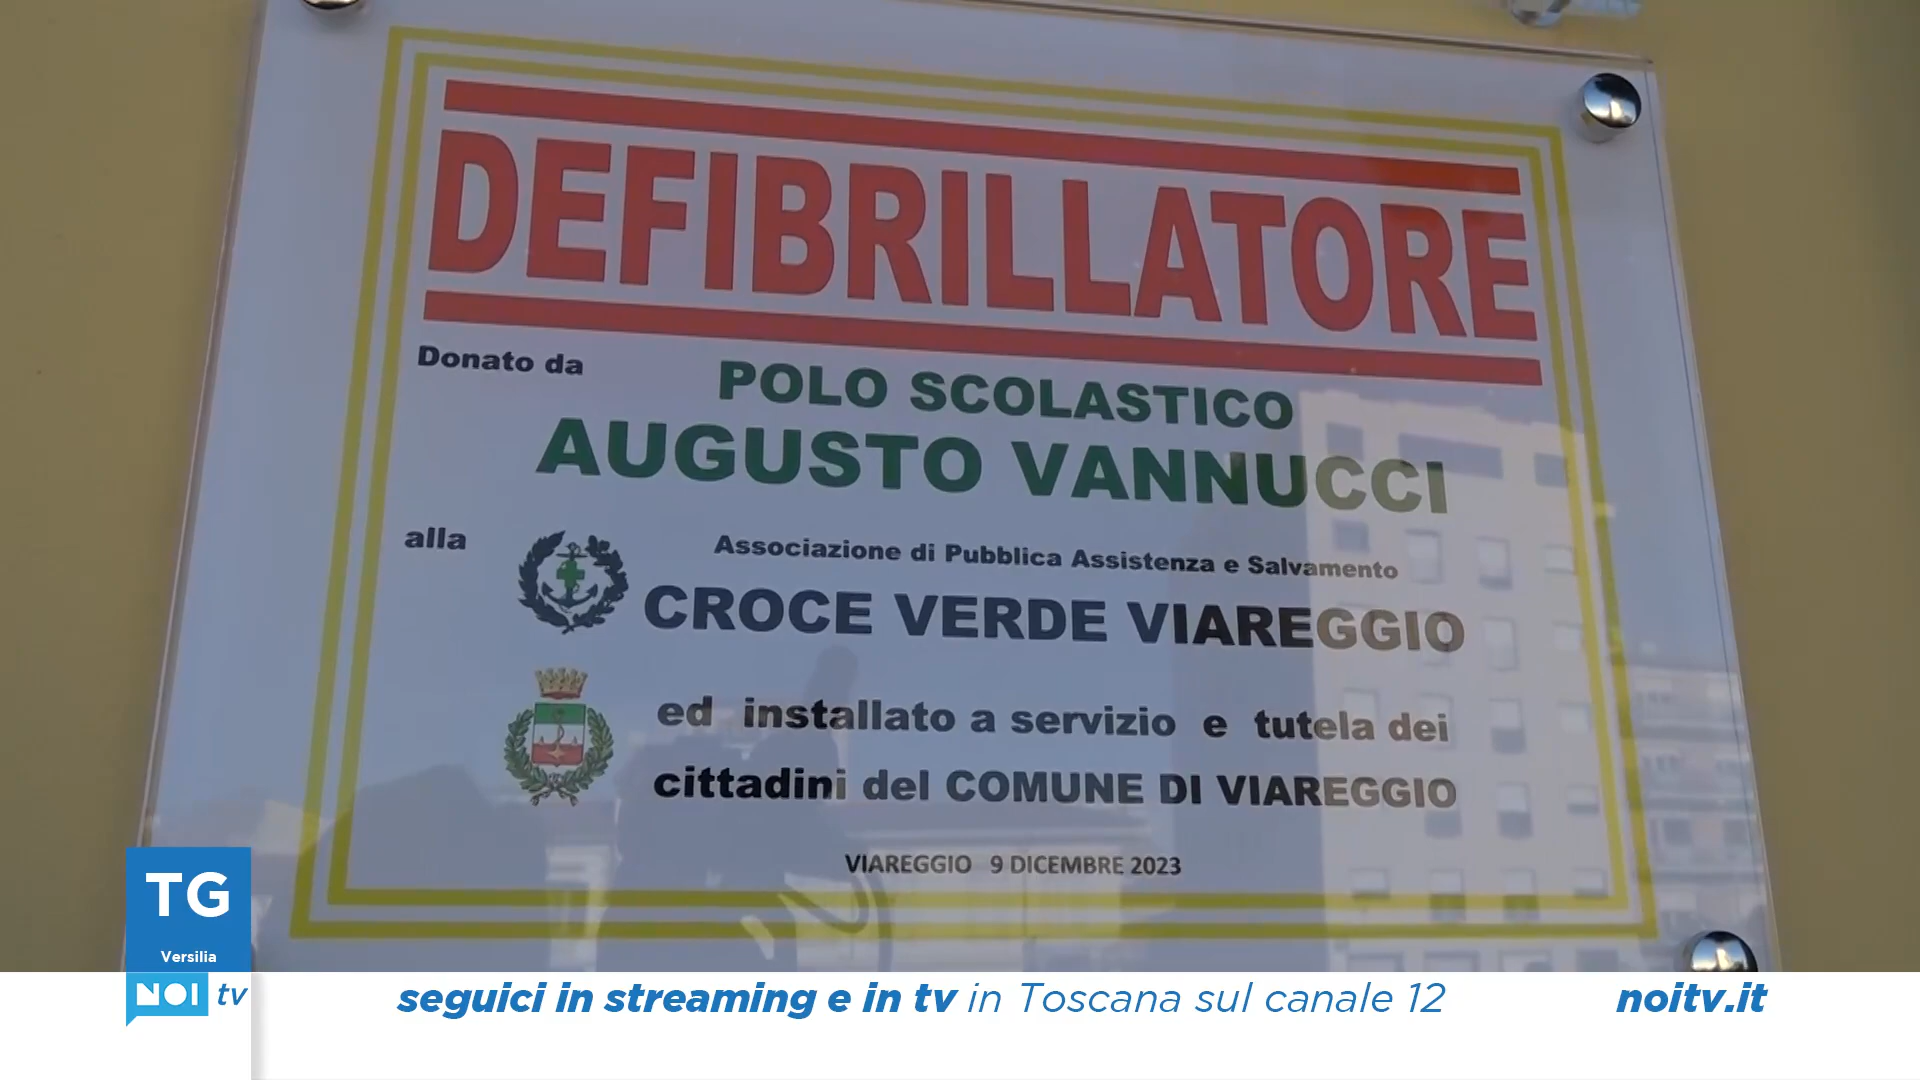 DEFIBRILLATORE
Donato da
POLO SCOLASTICO
AUGUSTO VANNUCCI
alla
Associazione di Pubblica Assistenza e Salvamento
CROCE VERDE VIAREGGIO
ed installato a servizio e tutela dei
cittadini del COMUNE DI VIAREGGIO
VIAREGGIO 9 DICEMBRE 2023
TG
Versilia
NOI tv
seguici in streaming e in tv in Toscana sul canale 12
noitv.it